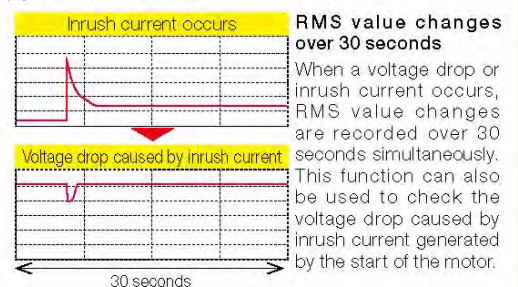 Inrush current occurs
Voltage drop caused by inrush current
30 seconds
RMS value changes
over 30 seconds
When a voltage drop or
inrush current occurs,
RMS value changes
are recorded over 30
seconds simultaneously.
This function can also
be used to check the
voltage drop caused by
inrush current generated
by the start of the motor.